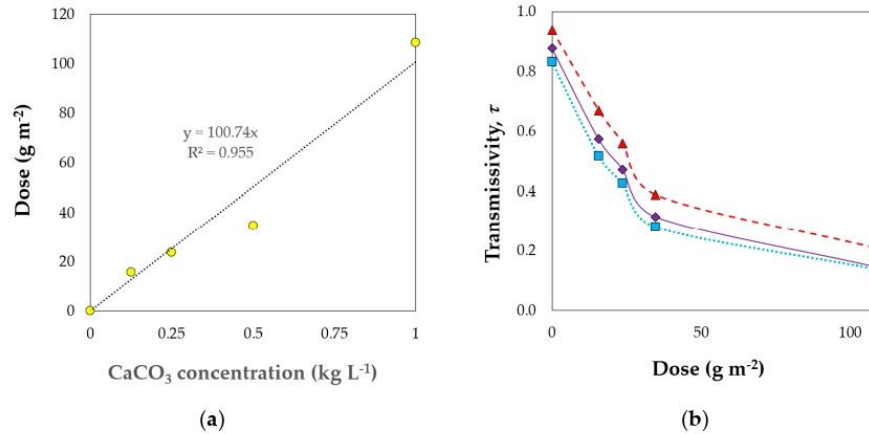 120
100
80
60
40
20
0
Dose (g m-2)
y = 100.74x
R² = 0.955
0 0.25 0.5 0.75 1
CaCO3 concentration (kg L-1)
(a)
1.0
0.8
0.6
0.4
0.2
0.0
Transmissivity, τ
0 50 100
Dose (g m-2)
(b)